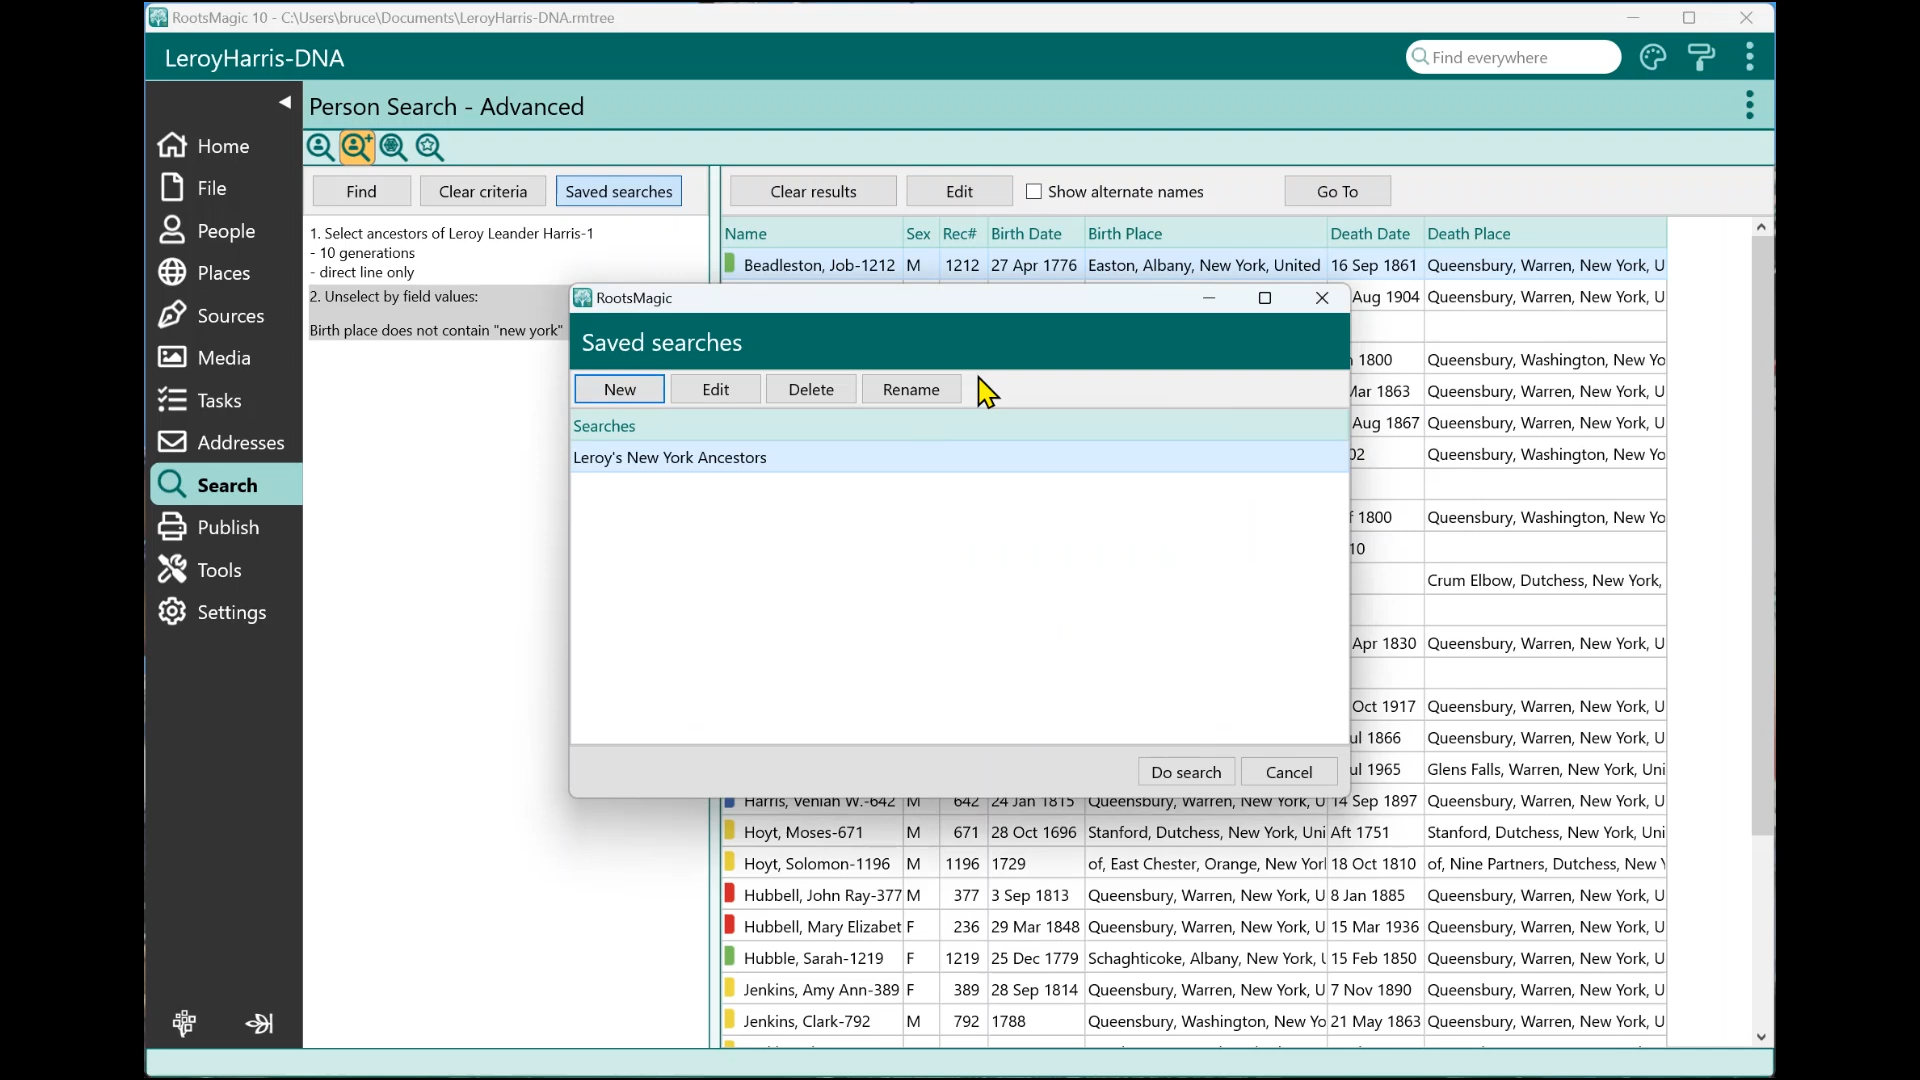 RootsMagic 10 - C:\Users\bruce\Documents\LeroyHarris-DNA.rmtree
LeroyHarris-DNA
Find everywhere
Person Search - Advanced
Home
File
People
Places
Sources
Media
Tasks
Addresses
Search
Publish
Tools
Settings
Find Clear criteria Saved searches
1. Select ancestors of Leroy Leander Harris-1
- 10 generations
- direct line only
2. Unselect by field values:
Birth place does not contain "new york"
Clear results Edit Show alternate names Go To
Name Sex Rec# Birth Date Birth Place Death Date Death Place
Beadleston, Job-1212 M 1212 27 Apr 1776 Easton, Albany, New York, United 16 Sep 1861 Queensbury, Warren, New York, U
Aug 1904 Queensbury, Warren, New York, U
1800 Queensbury, Washington, New Yo
Mar 1863 Queensbury, Warren, New York, U
Aug 1867 Queensbury, Warren, New York, U
02 Queensbury, Washington, New Yo
1800 Queensbury, Washington, New Yo
10
Crum Elbow, Dutchess, New York,
Apr 1830 Queensbury, Warren, New York, U
Oct 1917 Queensbury, Warren, New York, U
ul 1866 Queensbury, Warren, New York, U
ul 1965 Glens Falls, Warren, New York, Uni
Harris, Veniah W.-642 M 642 24 Jan 1815 Queensbury, Warren, New York, U 14 Sep 1897 Queensbury, Warren, New York, U
Hoyt, Moses-671 M 671 28 Oct 1696 Stanford, Dutchess, New York, Uni Aft 1751 Stanford, Dutchess, New York, Uni
Hoyt, Solomon-1196 M 1196 1729 of, East Chester, Orange, New Yorl 18 Oct 1810 of, Nine Partners, Dutchess, New Y
Hubbell, John Ray-377 M 377 3 Sep 1813 Queensbury, Warren, New York, U 8 Jan 1885 Queensbury, Warren, New York, U
Hubbell, Mary Elizabet F 236 29 Mar 1848 Queensbury, Warren, New York, U 15 Mar 1936 Queensbury, Warren, New York, U
Hubble, Sarah-1219 F 1219 25 Dec 1779 Schaghticoke, Albany, New York, U 15 Feb 1850 Queensbury, Warren, New York, U
Jenkins, Amy Ann-389 F 389 28 Sep 1814 Queensbury, Warren, New York, U 7 Nov 1890 Queensbury, Warren, New York, U
Jenkins, Clark-792 M 792 1788 Queensbury, Washington, New Yo 21 May 1863 Queensbury, Warren, New York, U
RootsMagic
Saved searches
New Edit Delete Rename
Searches
Leroy's New York Ancestors
Do search Cancel